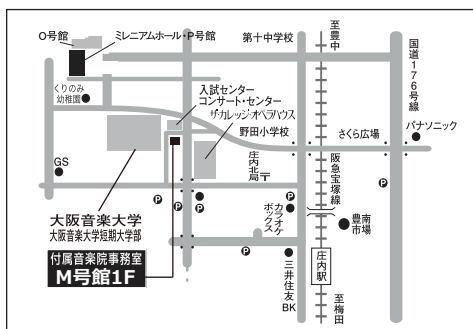 O号館
ミレニアムホール・P号館
第十中学校
至豊中
国道176号線
くりのみ
幼稚園
入試センター
コンサート・センター
ザ・カレッジ・オペラハウス
野田小学校
さくら広場
パナソニック
GS
庄内北局〒
阪急宝塚線
P
大阪音楽大学
大阪音楽大学短期大学部
P
P
P
カラオケ
ボックス
豊南
市場
付属音楽院事務室
M号館1F
P
三井住友
BK
庄内駅
至梅田